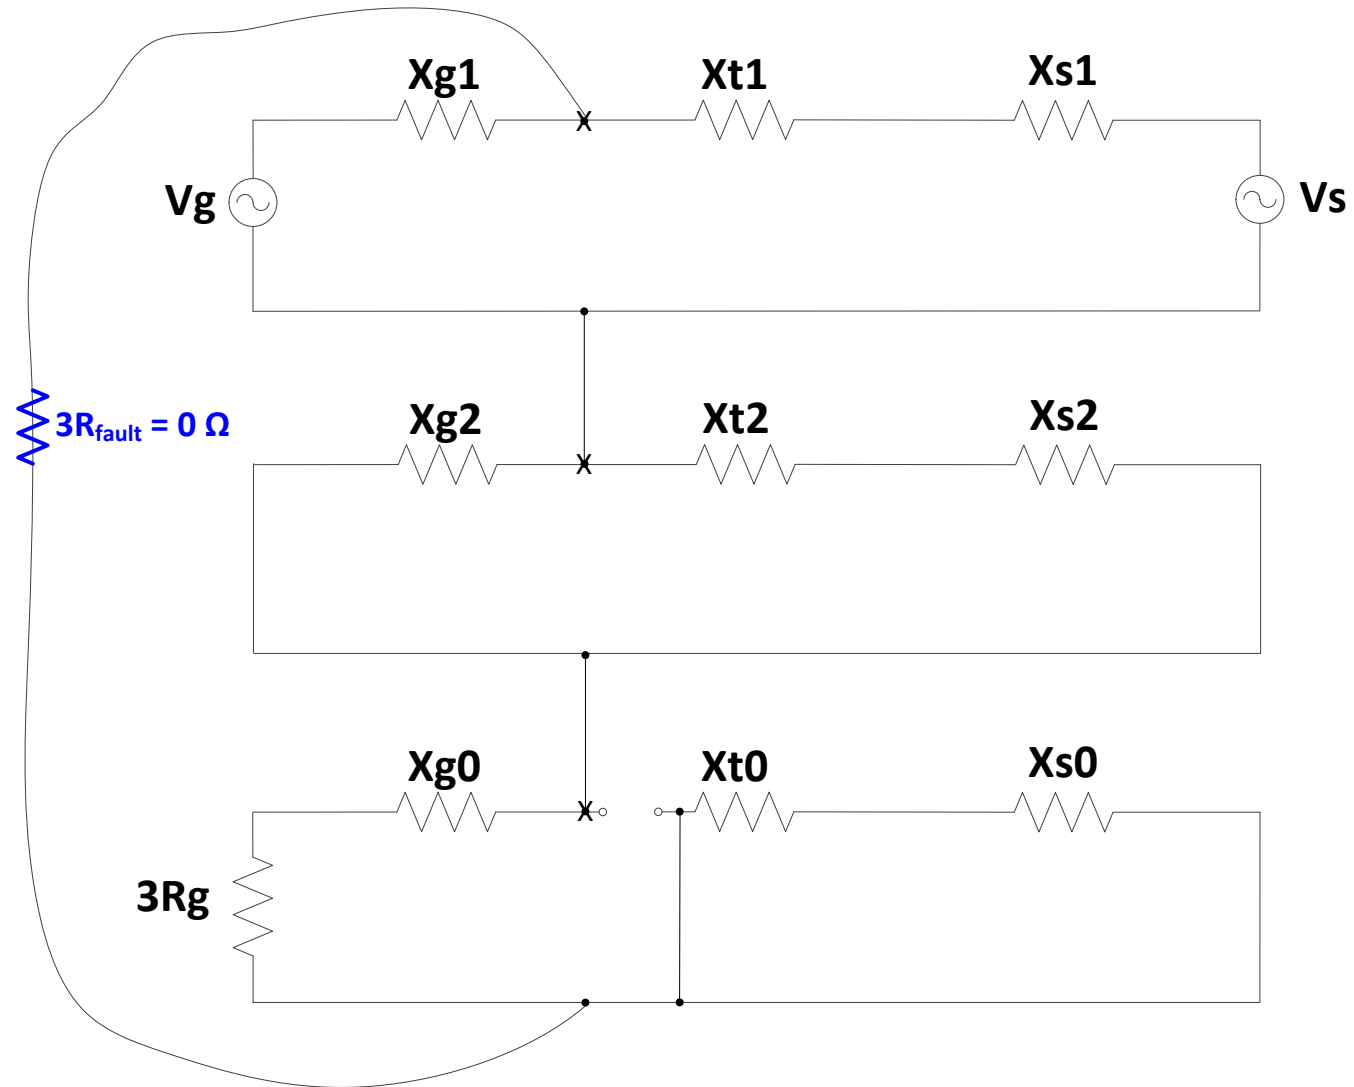 Xg1
Xt1
Xs1
Vg
Vs
X
3Rfault = 0 Ω
Xg2
Xt2
Xs2
X
Xg0
Xt0
Xs0
X
3Rg